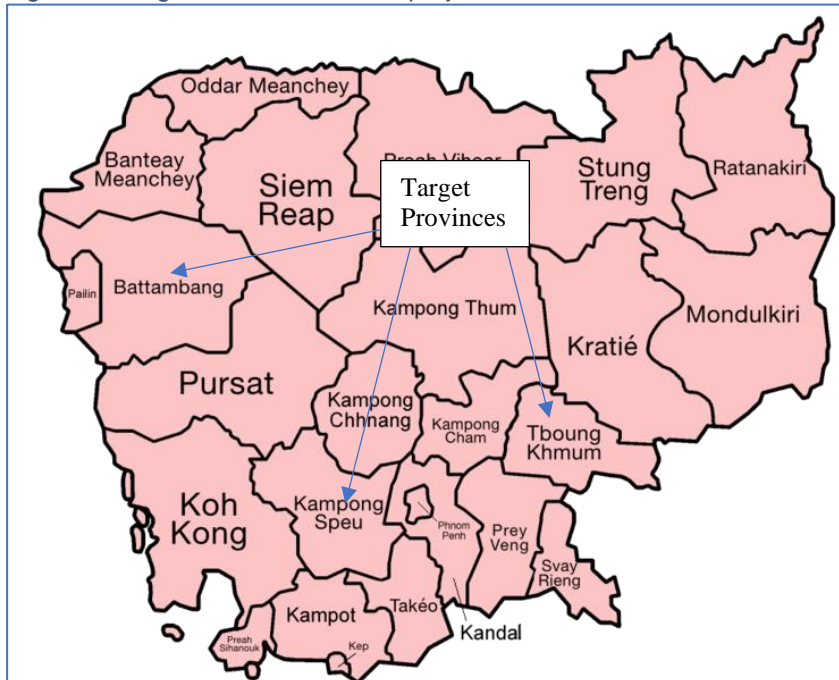 Oddar Meanchey
Banteay
Meanchey
Siem
Reap
Preah Vihear
Stung
Treng
Ratanakiri
Target
Provinces
Pailin
Battambang
Kampong Thum
Mondulkiri
Kratié
Pursat
Kampong
Chhnang
Kampong
Cham
Tboung
Khmum
Koh
Kong
Kampong
Speu
Phnom
Penh
Prey
Veng
Svay
Rieng
Kampot
Takéo
Kandal
Preah
Sihanouk
Kep